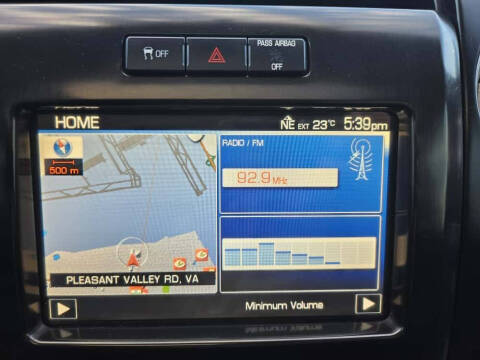 OFF
PASS AIRBAG
OFF
HOME
NE EXT 23°C 5:39pm
500 m
RADIO / FM
92.9 MHz
PLEASANT VALLEY RD, VA
Minimum Volume